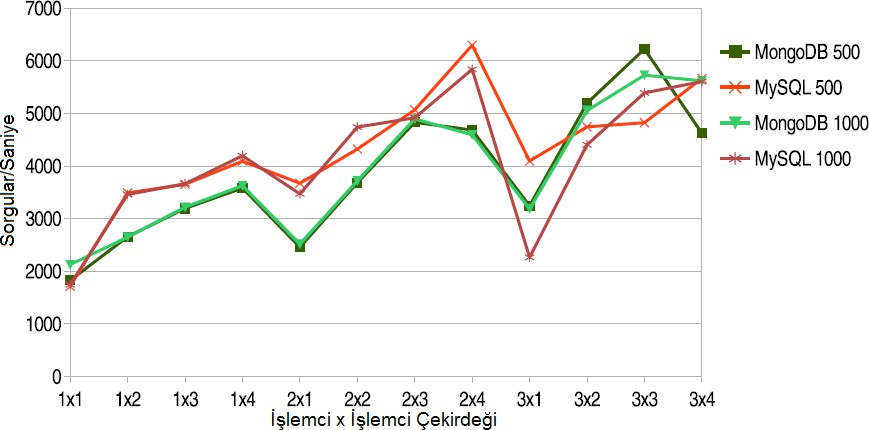 7000
6000
5000
4000
3000
2000
1000
0
Sorgular/Saniye
1x1 1x2 1x3 1x4 2x1 2x2 2x3 2x4 3x1 3x2 3x3 3x4
İşlemci x İşlemci Çekirdeği
MongoDB 500
MySQL 500
MongoDB 1000
MySQL 1000